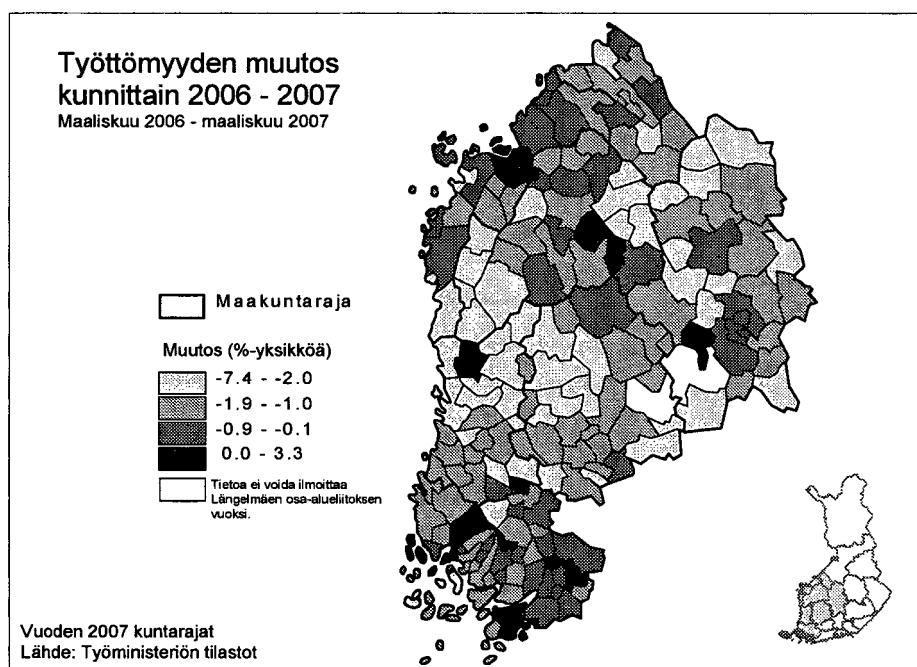 Työttömyyden muutos
kunnittain 2006 - 2007
Maaliskuu 2006 - maaliskuu 2007
Maakuntaraja
Muutos (%-yksikköä)
-7.4 - -2.0
-1.9 - -1.0
-0.9 - -0.1
0.0 - 3.3
Tietoa ei voida ilmoittaa
Längelmäen osa-alueliitoksen
vuoksi.
Vuoden 2007 kuntarajat
Lähde: Työministeriön tilastot